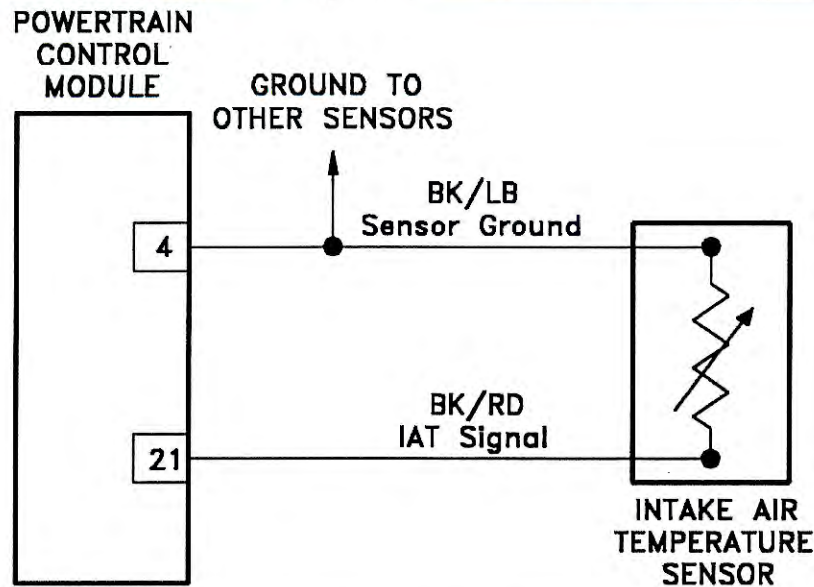 POWERTRAIN
CONTROL
MODULE
GROUND TO
OTHER SENSORS
BK/LB
Sensor Ground
4
BK/RD
IAT Signal
21
INTAKE AIR
TEMPERATURE
SENSOR